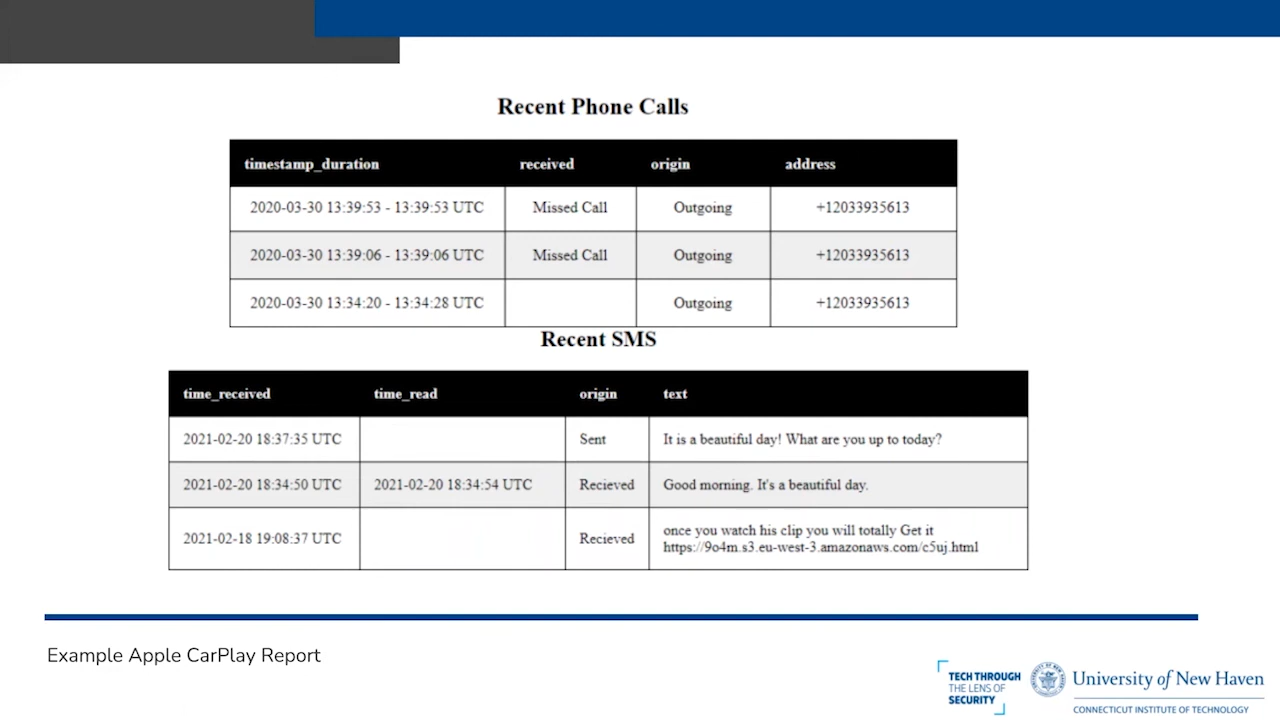 Recent Phone Calls
timestamp_duration received origin address
2020-03-30 13:39:53 - 13:39:53 UTC Missed Call Outgoing +12033935613
2020-03-30 13:39:06 - 13:39:06 UTC Missed Call Outgoing +12033935613
2020-03-30 13:34:20 - 13:34:28 UTC Outgoing +12033935613
Recent SMS
time_received time_read origin text
2021-02-20 18:37:35 UTC Sent It is a beautiful day! What are you up to today?
2021-02-20 18:34:50 UTC 2021-02-20 18:34:54 UTC Recieved Good morning. It's a beautiful day.
2021-02-18 19:08:37 UTC Recieved once you watch his clip you will totally Get it
https://9o4m.s3.eu-west-3.amazonaws.com/c5uj.html
Example Apple CarPlay Report
TECH THROUGH
THE LENS OF
SECURITY
University of New Haven
CONNECTICUT INSTITUTE OF TECHNOLOGY